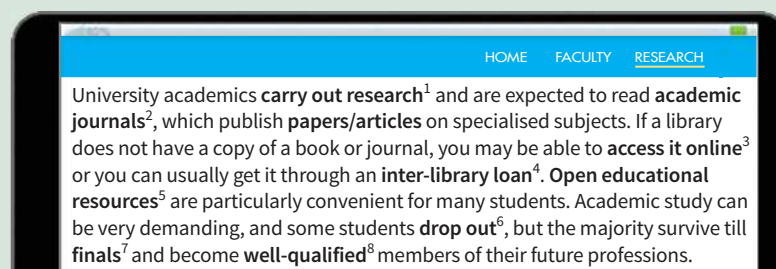 HOME FACULTY RESEARCH
University academics carry out research¹ and are expected to read academic
journals², which publish papers/articles on specialised subjects. If a library
does not have a copy of a book or journal, you may be able to access it online³
or you can usually get it through an inter-library loan⁴. Open educational
resources⁵ are particularly convenient for many students. Academic study can
be very demanding, and some students drop out⁶, but the majority survive till
finals⁷ and become well-qualified⁸ members of their future professions.